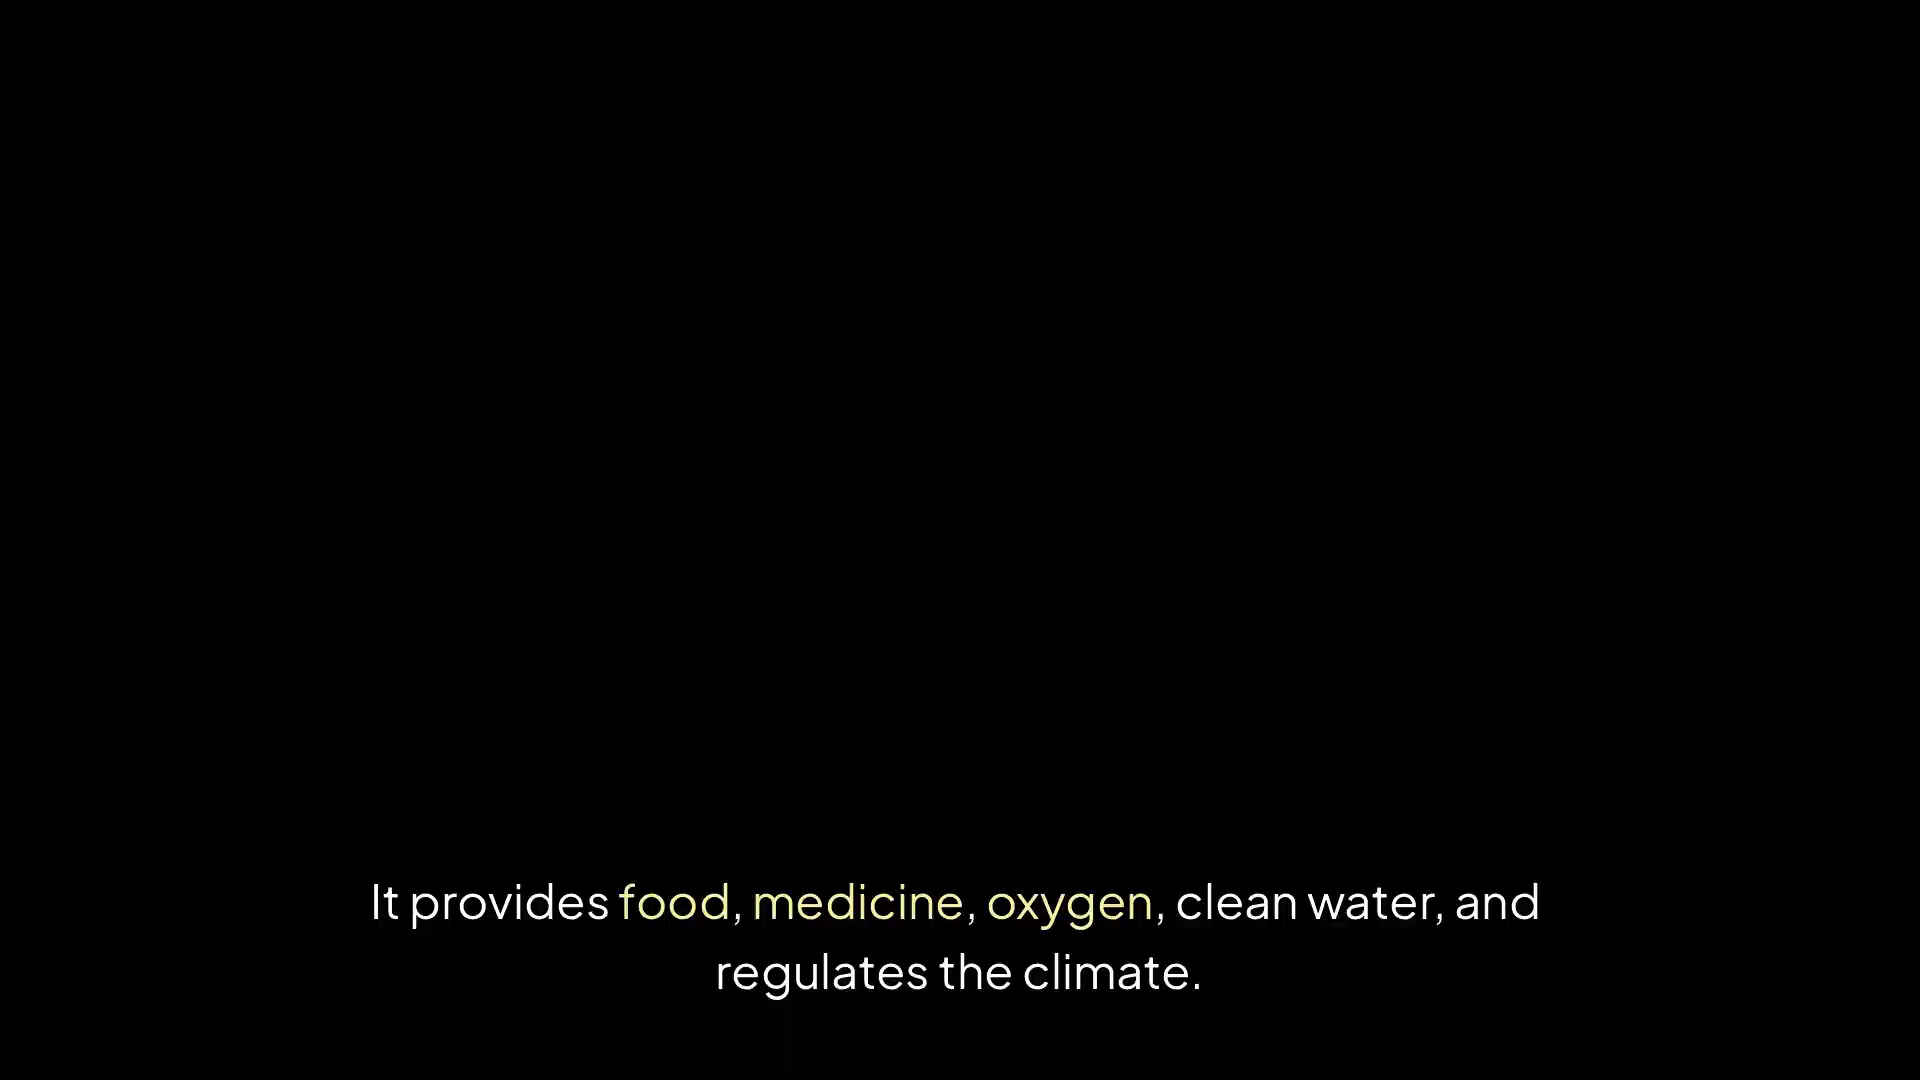 It provides food, medicine, oxygen, clean water, and
regulates the climate.